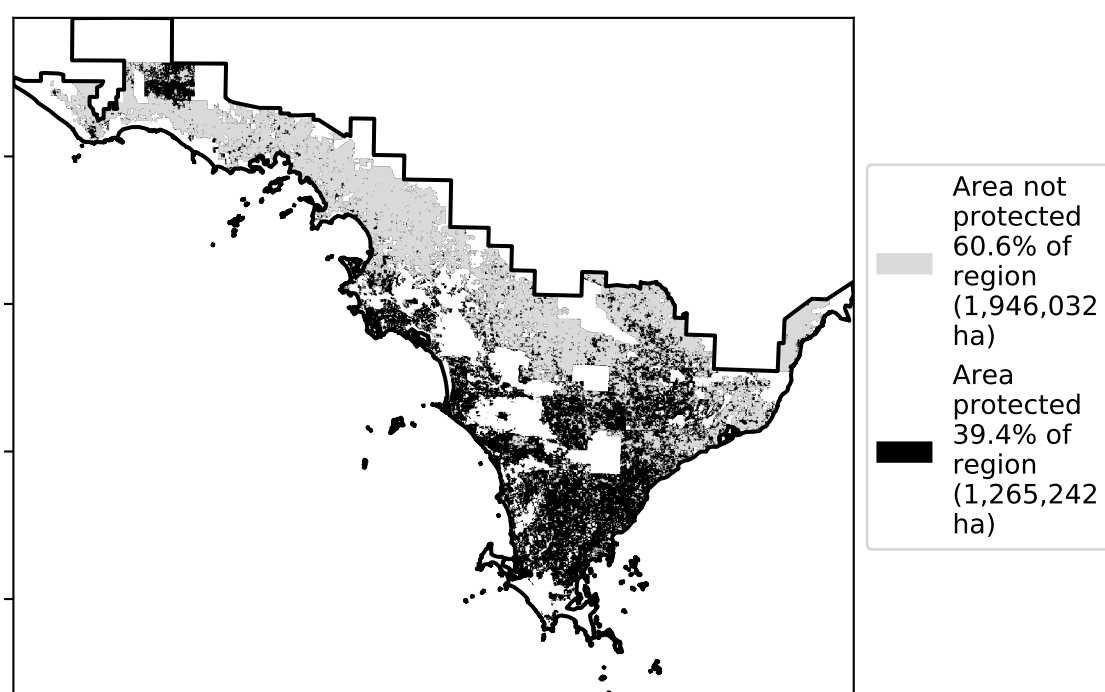 Area not
protected
60.6% of
region
(1,946,032
ha)
Area
protected
39.4% of
region
(1,265,242
ha)